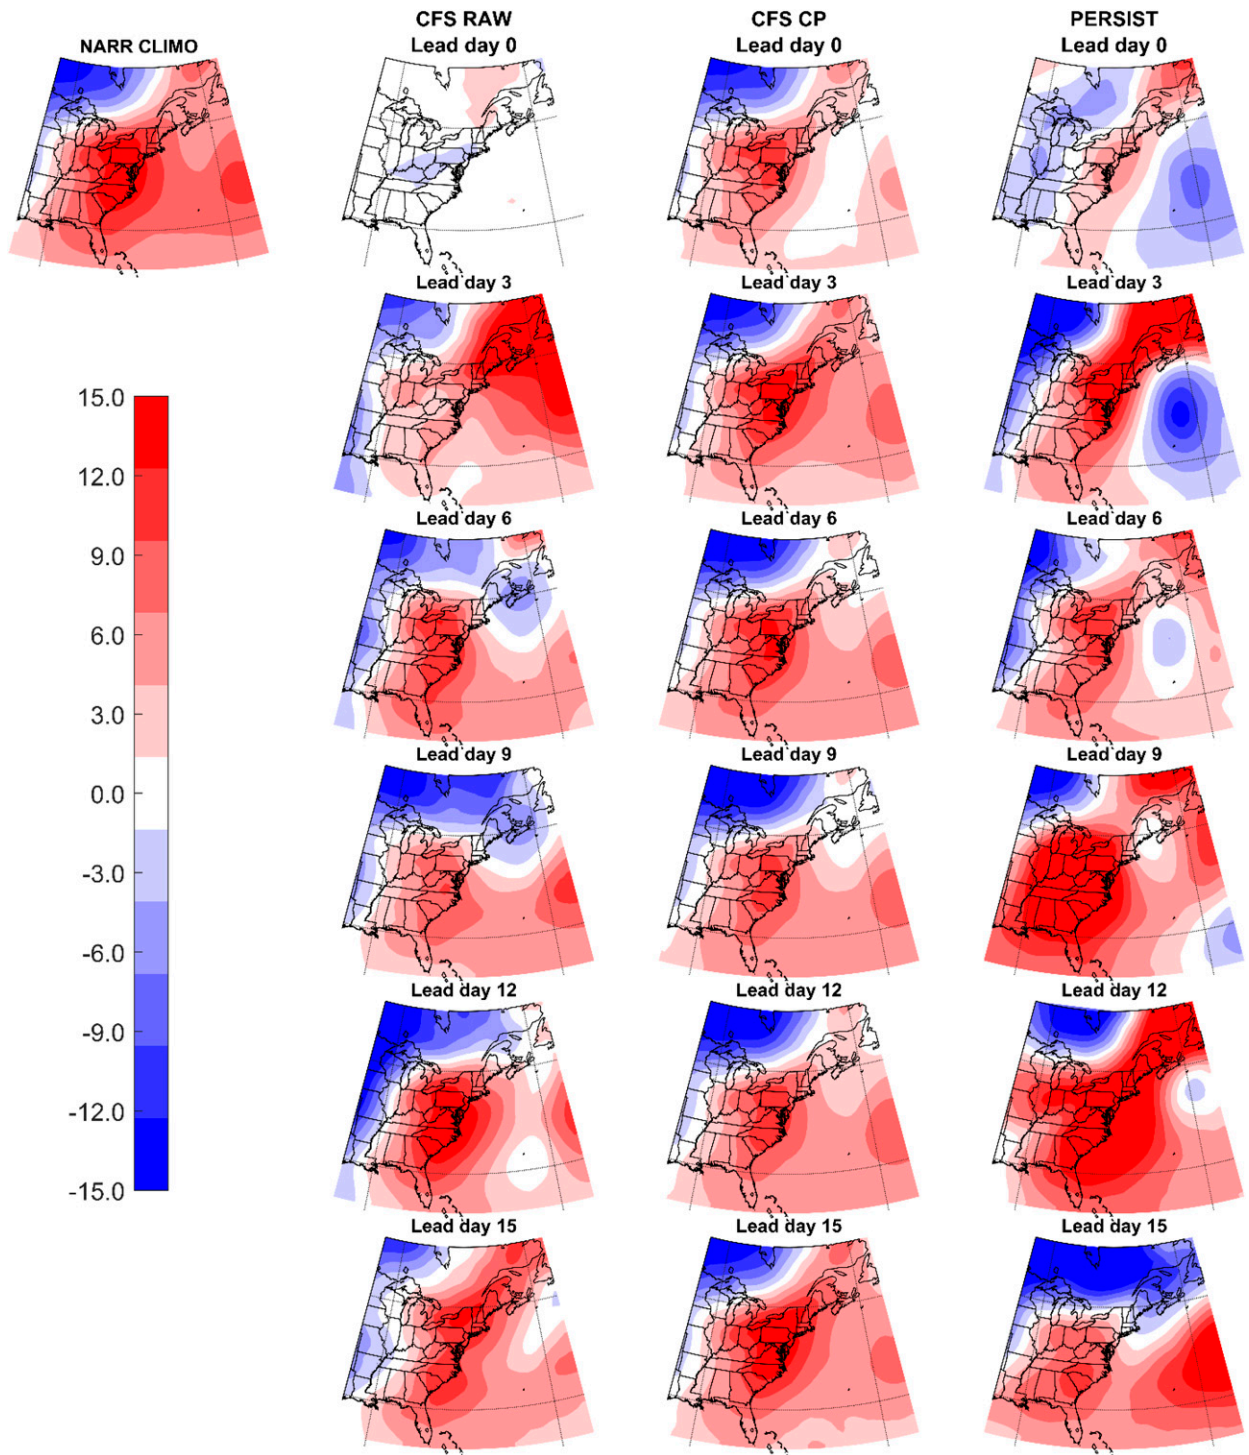 CFS RAW CFS CP PERSIST
NARR CLIMO Lead day 0 Lead day 0 Lead day 0
Lead day 3 Lead day 3 Lead day 3
15.0
12.0
Lead day 6 Lead day 6 Lead day 6
9.0
6.0
3.0
Lead day 9 Lead day 9 Lead day 9
0.0
-3.0
-6.0
Lead day 12 Lead day 12 Lead day 12
-9.0
-12.0
-15.0
Lead day 15 Lead day 15 Lead day 15